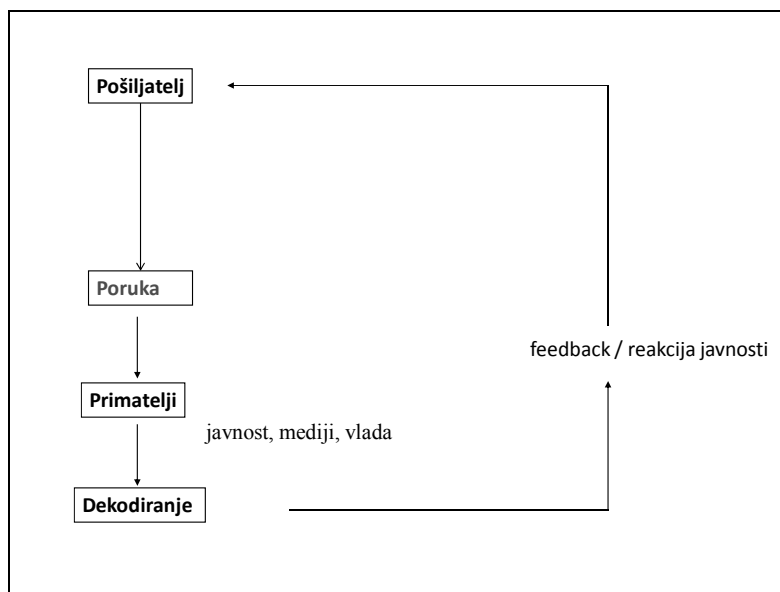 Pošiljatelj
Poruka
feedback / reakcija javnosti
Primatelji
javnost, mediji, vlada
Dekodiranje